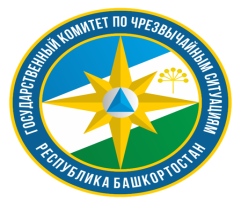 ГОСУДАРСТВЕННЫЙ КОМИТЕТ ПО ЧРЕЗВЫЧАЙНЫМ СИТУАЦИЯМ
РЕСПУБЛИКА БАШКОРТОСТАН